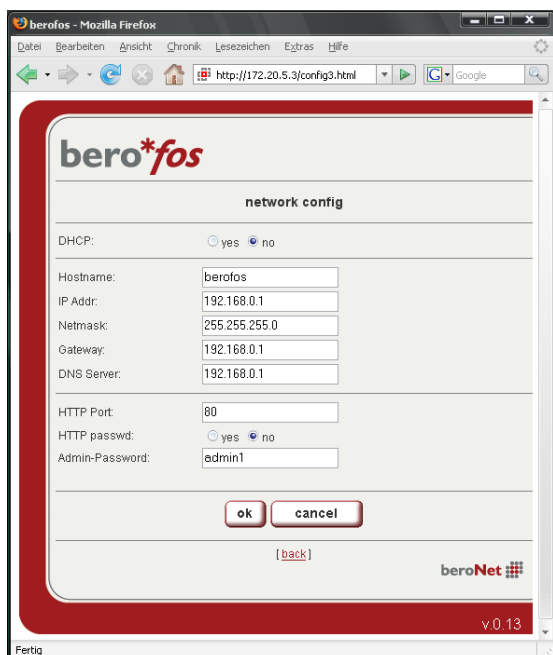 berofos - Mozilla Firefox
Datei Bearbeiten Ansicht Chronik Lesezeichen Extras Hilfe
http://172.20.5.3/config3.html G Google
bero*fos
network config
DHCP: yes no
Hostname: berofos
IP Addr: 192.168.0.1
Netmask: 255.255.255.0
Gateway: 192.168.0.1
DNS Server: 192.168.0.1
HTTP Port: 80
HTTP passwd: yes no
Admin-Password: admin1
ok cancel
[ back ]
beroNet
v.0.13
Fertig